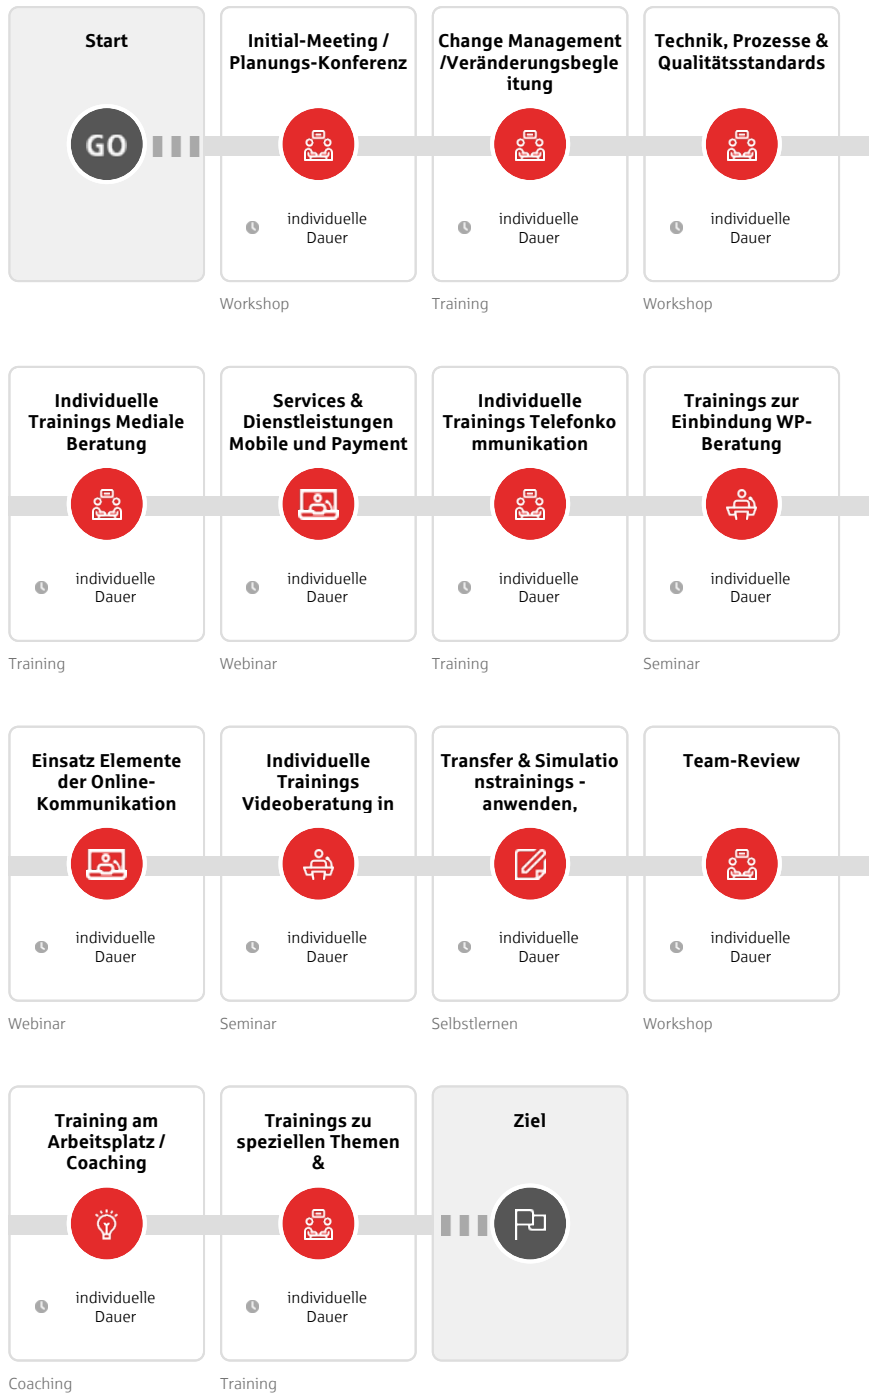 Start
GO
Initial-Meeting /
Planungs-Konferenz
individuelle
Dauer
Workshop
Change Management
/Veränderungsbegle
itung
individuelle
Dauer
Training
Technik, Prozesse &
Qualitätsstandards
individuelle
Dauer
Workshop
Individuelle
Trainings Mediale
Beratung
individuelle
Dauer
Training
Services &
Dienstleistungen
Mobile und Payment
individuelle
Dauer
Webinar
Individuelle
Trainings Telefonko
mmunikation
individuelle
Dauer
Training
Trainings zur
Einbindung WP-
Beratung
individuelle
Dauer
Seminar
Einsatz Elemente
der Online-
Kommunikation
individuelle
Dauer
Webinar
Individuelle
Trainings
Videoberatung in
individuelle
Dauer
Seminar
Transfer & Simulatio
nstrainings -
anwenden,
individuelle
Dauer
Selbstlernen
Team-Review
individuelle
Dauer
Workshop
Training am
Arbeitsplatz /
Coaching
individuelle
Dauer
Coaching
Trainings zu
speziellen Themen
&
individuelle
Dauer
Training
Ziel